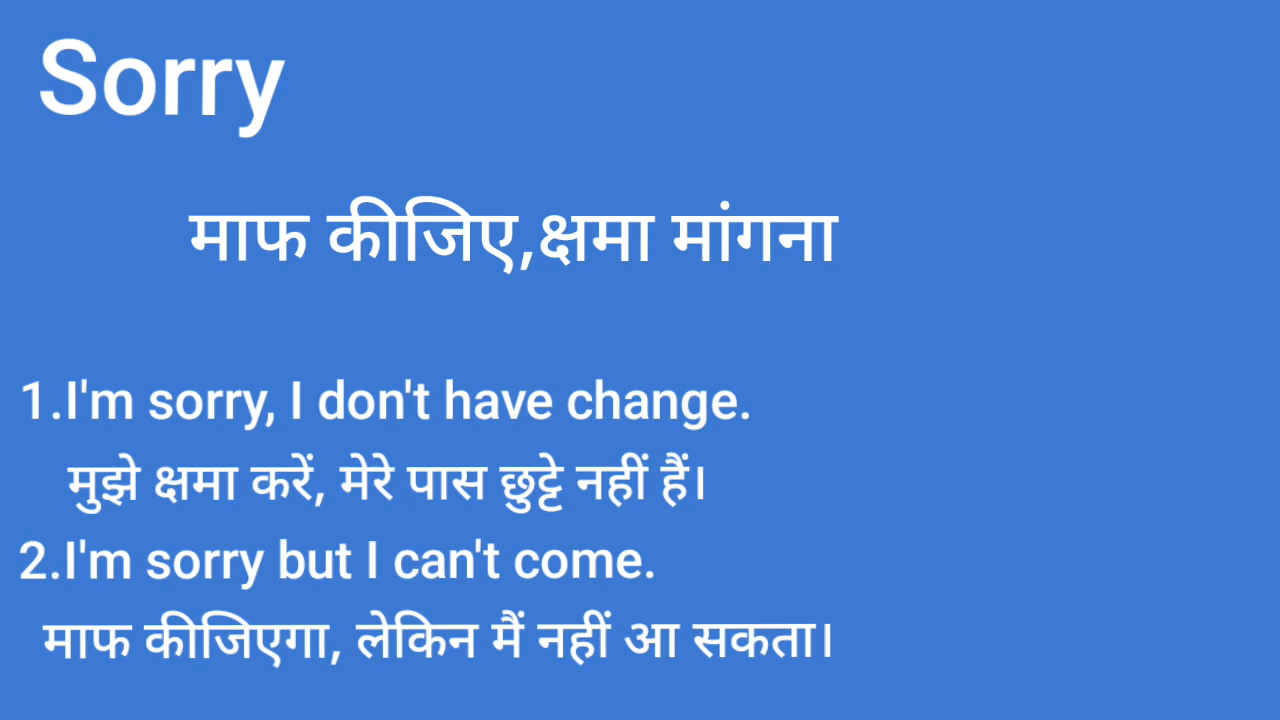 Sorry
माफ कीजिए,क्षमा मांगना
1.I'm sorry, I don't have change.
मुझे क्षमा करें, मेरे पास छुट्टे नहीं हैं।
2.I'm sorry but I can't come.
माफ कीजिएगा, लेकिन मैं नहीं आ सकता।